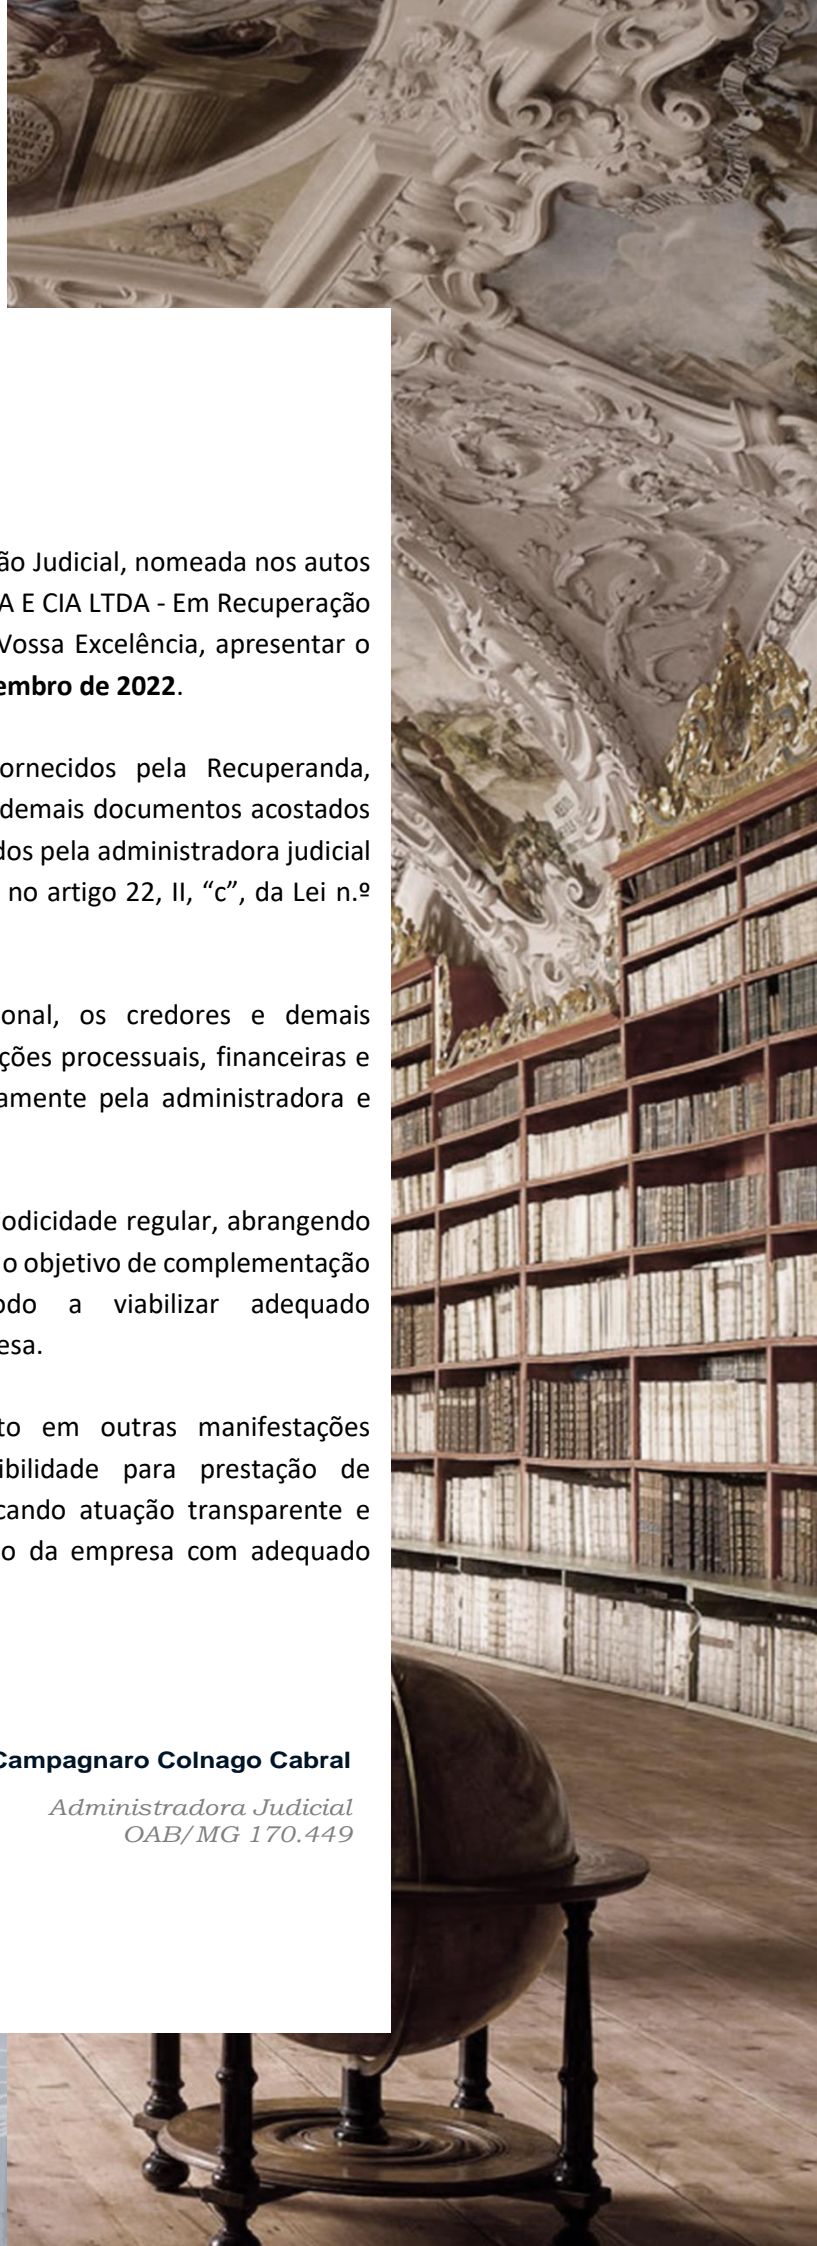 ão Judicial, nomeada nos autos
A E CIA LTDA - Em Recuperação
Vossa Excelência, apresentar o
embro de 2022.
ornecidos pela Recuperanda,
demais documentos acostados
dos pela administradora judicial
no artigo 22, II, “c”, da Lei n.º
onal, os credores e demais
ções processuais, financeiras e
amente pela administradora e
iodicidade regular, abrangendo
o objetivo de complementação
odo a viabilizar adequado
esa.
to em outras manifestações
ibilidade para prestação de
cando atuação transparente e
o da empresa com adequado
Campagnaro Colnago Cabral
Administradora Judicial
OAB/MG 170.449